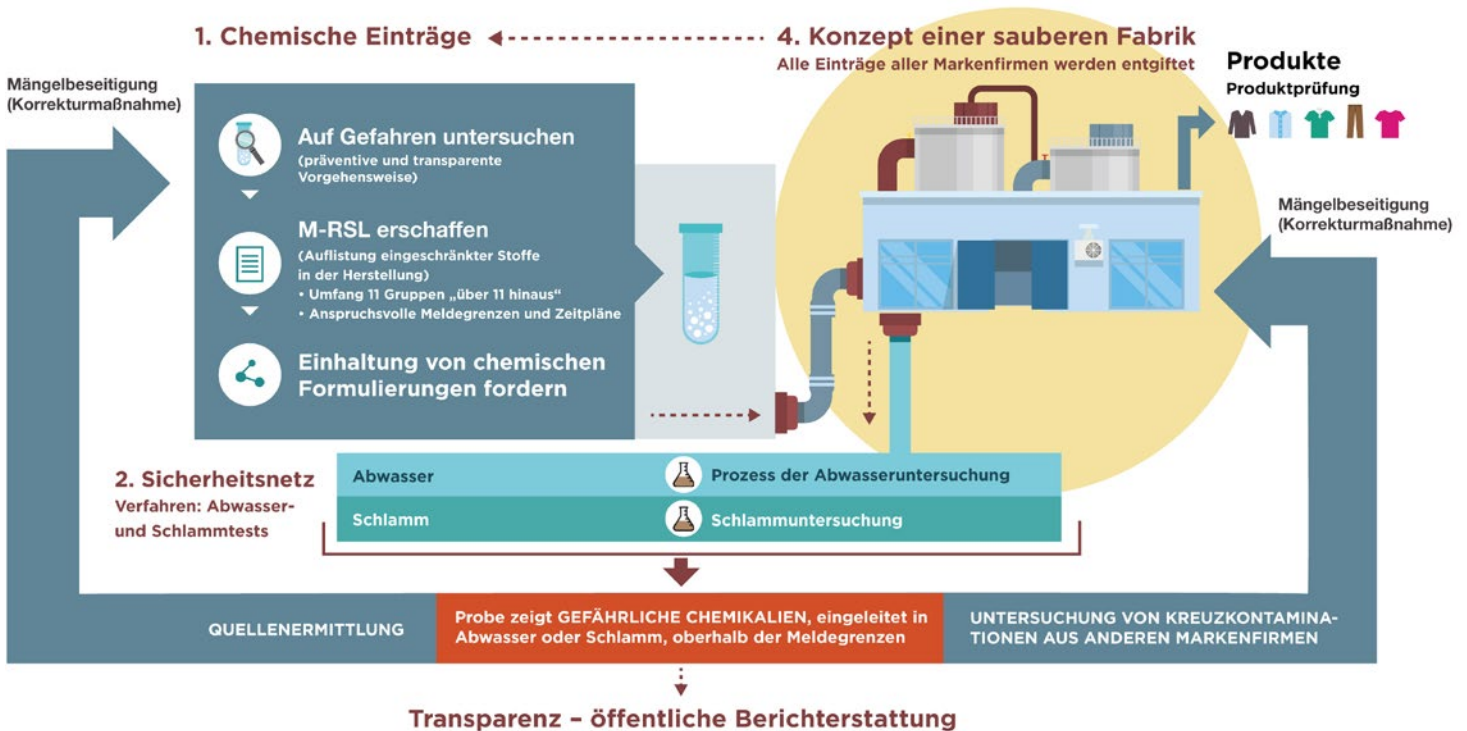 1. Chemische Einträge
4. Konzept einer sauberen Fabrik
Alle Einträge aller Markenfirmen werden entgiftet
Produkte
Produktprüfung
Mängelbeseitigung
(Korrekturmaßnahme)
Auf Gefahren untersuchen
(präventive und transparente
Vorgehensweise)
M-RSL erschaffen
(Auflistung eingeschränkter Stoffe
in der Herstellung)
• Umfang 11 Gruppen „über 11 hinaus“
• Anspruchsvolle Meldegrenzen und Zeitpläne
Einhaltung von chemischen
Formulierungen fordern
Mängelbeseitigung
(Korrekturmaßnahme)
2. Sicherheitsnetz
Verfahren: Abwasser-
und Schlammtests
Abwasser
Prozess der Abwasseruntersuchung
Schlamm
Schlammuntersuchung
QUELLENERMITTLUNG
Probe zeigt GEFÄHRLICHE CHEMIKALIEN, eingeleitet in
Abwasser oder Schlamm, oberhalb der Meldegrenzen
UNTERSUCHUNG VON KREUZKONTAMINA-
TIONEN AUS ANDEREN MARKENFIRMEN
Transparenz – öffentliche Berichterstattung